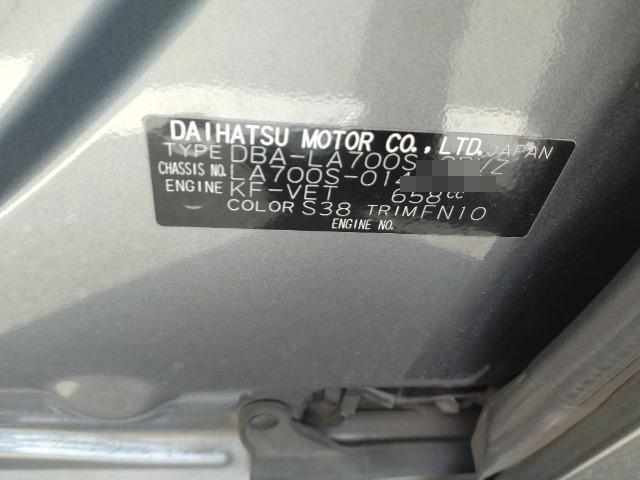 DAIHATSU MOTOR CO., LTD. JAPAN
TYPE DBA-LA700S
CHASSIS NO. LA700S-012
ENGINE KF-VET 658cc
COLOR S38 TRIM FN10
ENGINE NO.